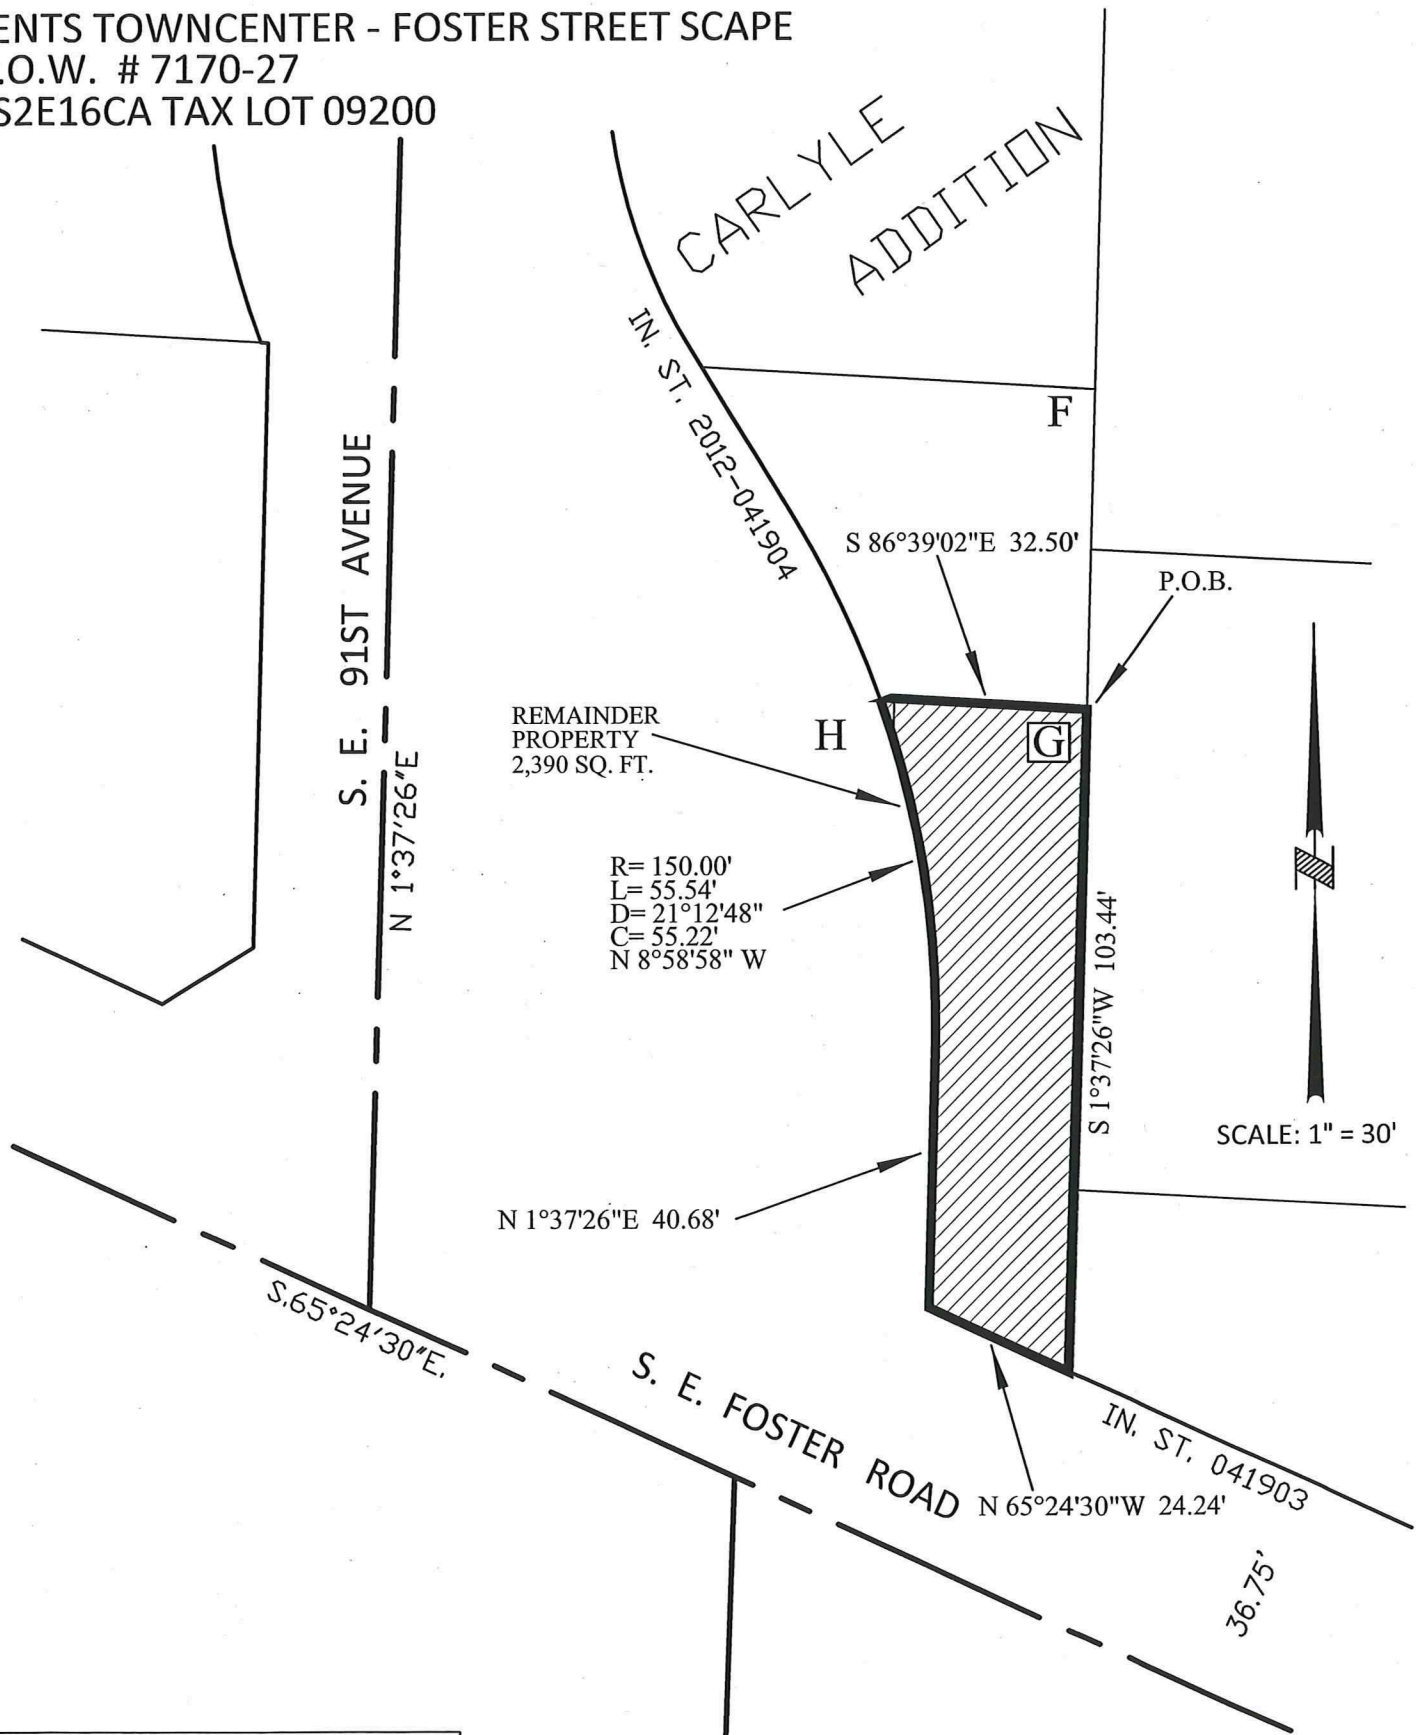 ENTS TOWNCENTER - FOSTER STREET SCAPE
.O.W. # 7170-27
S2E16CA TAX LOT 09200
CARLYLE
ADDITION
IN. ST. 2012-041904
F
S 86°39'02"E 32.50'
P.O.B.
S. E. 91ST AVENUE
N 1°37'26"E
REMAINDER
PROPERTY
2,390 SQ. FT.
H
G
R= 150.00'
L= 55.54'
D= 21°12'48"
C= 55.22'
N 8°58'58" W
S 1°37'26"W 103.44'
N
SCALE: 1" = 30'
N 1°37'26"E 40.68'
S.65°24'30"E.
S. E. FOSTER ROAD
IN. ST. 041903
N 65°24'30"W 24.24'
36.75'